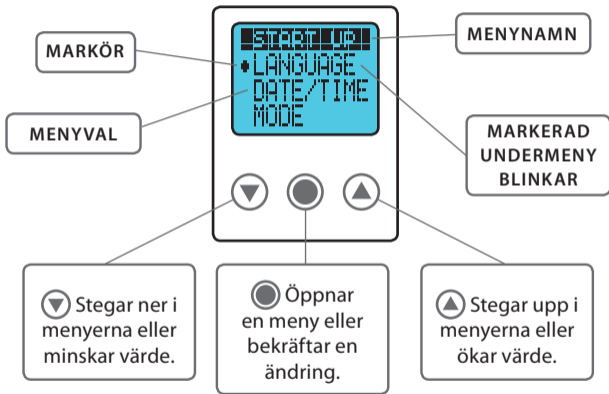 MARKÖR
START UP
MENYNAMN
LANGUAGE
DATE/TIME
MODE
MENYVAL
MARKERAD
UNDERMENY
BLINKAR
Stegar ner i
menyerna eller
minskar värde.
Öppnar
en meny eller
bekräftar en
ändring.
Stegar upp i
menyerna eller
ökar värde.